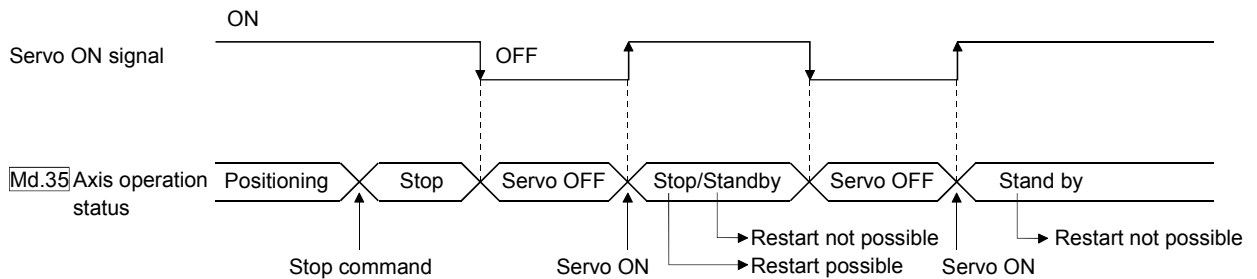 ON
Servo ON signal
OFF
Md.35 Axis operation status
Positioning
Stop
Servo OFF
Stop/Standby
Servo OFF
Stand by
Restart not possible
Restart not possible
Stop command
Servo ON
Restart possible
Servo ON